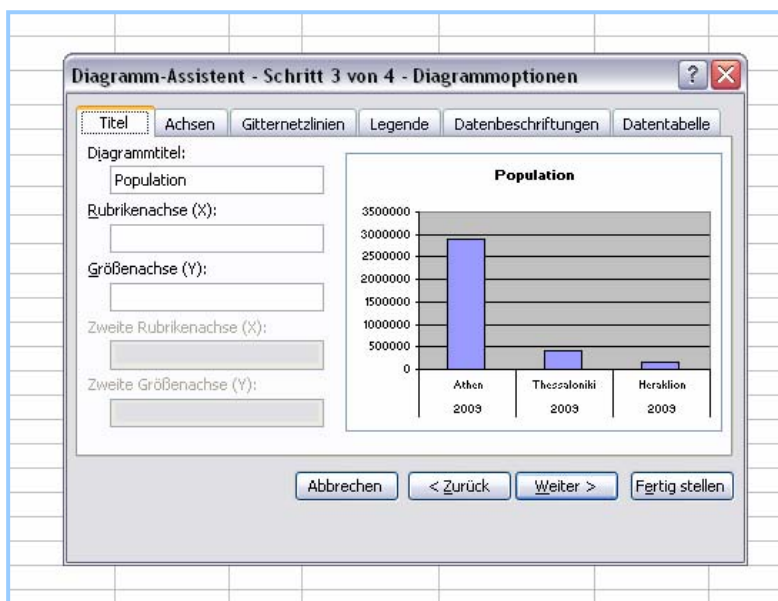 Diagramm-Assistent - Schritt 3 von 4 - Diagrammoptionen
Titel Achsen Gitternetzlinien Legende Datenbeschriftungen Datentabelle
Diagrammtitel:
Population
Rubrikenachse (X):
Größenachse (Y):
Zweite Rubrikenachse (X):
Zweite Größenachse (Y):
Population
3500000
3000000
2500000
2000000
1500000
1000000
500000
0
Athen Thessaloniki Heraklion
2009 2009 2009
Abbrechen < Zurück Weiter > Fertig stellen